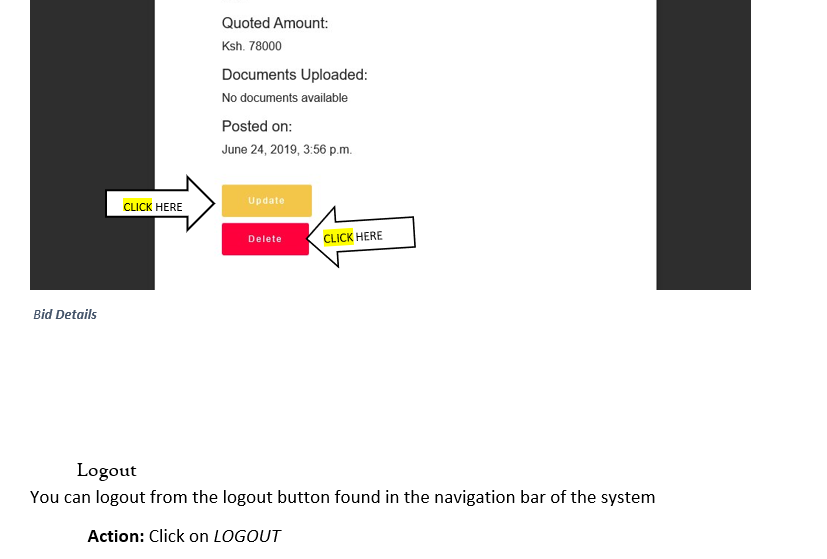 Quoted Amount:
Ksh. 78000
Documents Uploaded:
No documents available
Posted on:
June 24, 2019, 3:56 p.m.
CLICK HERE
Update
Delete
CLICK HERE
Bid Details
Logout
You can logout from the logout button found in the navigation bar of the system
Action: Click on LOGOUT